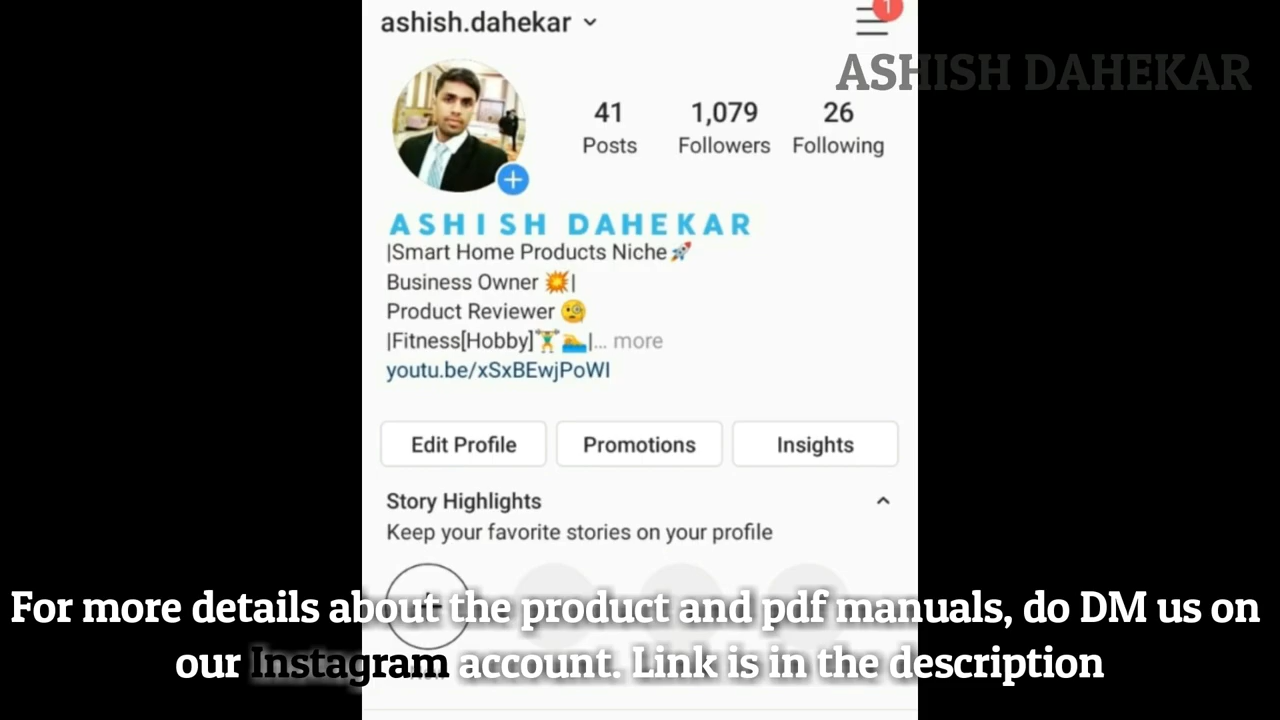 ashish.dahekar
1
ASHISH DAHEKAR
41
1,079
26
Posts
Followers
Following
ASHISH DAHEKAR
|Smart Home Products Niche🚀
Business Owner 💥|
Product Reviewer 🧐
|Fitness[Hobby]🏋️🏊|... more
youtu.be/xSxBEwjPoWI
Edit Profile
Promotions
Insights
Story Highlights
Keep your favorite stories on your profile
For more details about the product and pdf manuals, do DM us on
our Instagram account. Link is in the description